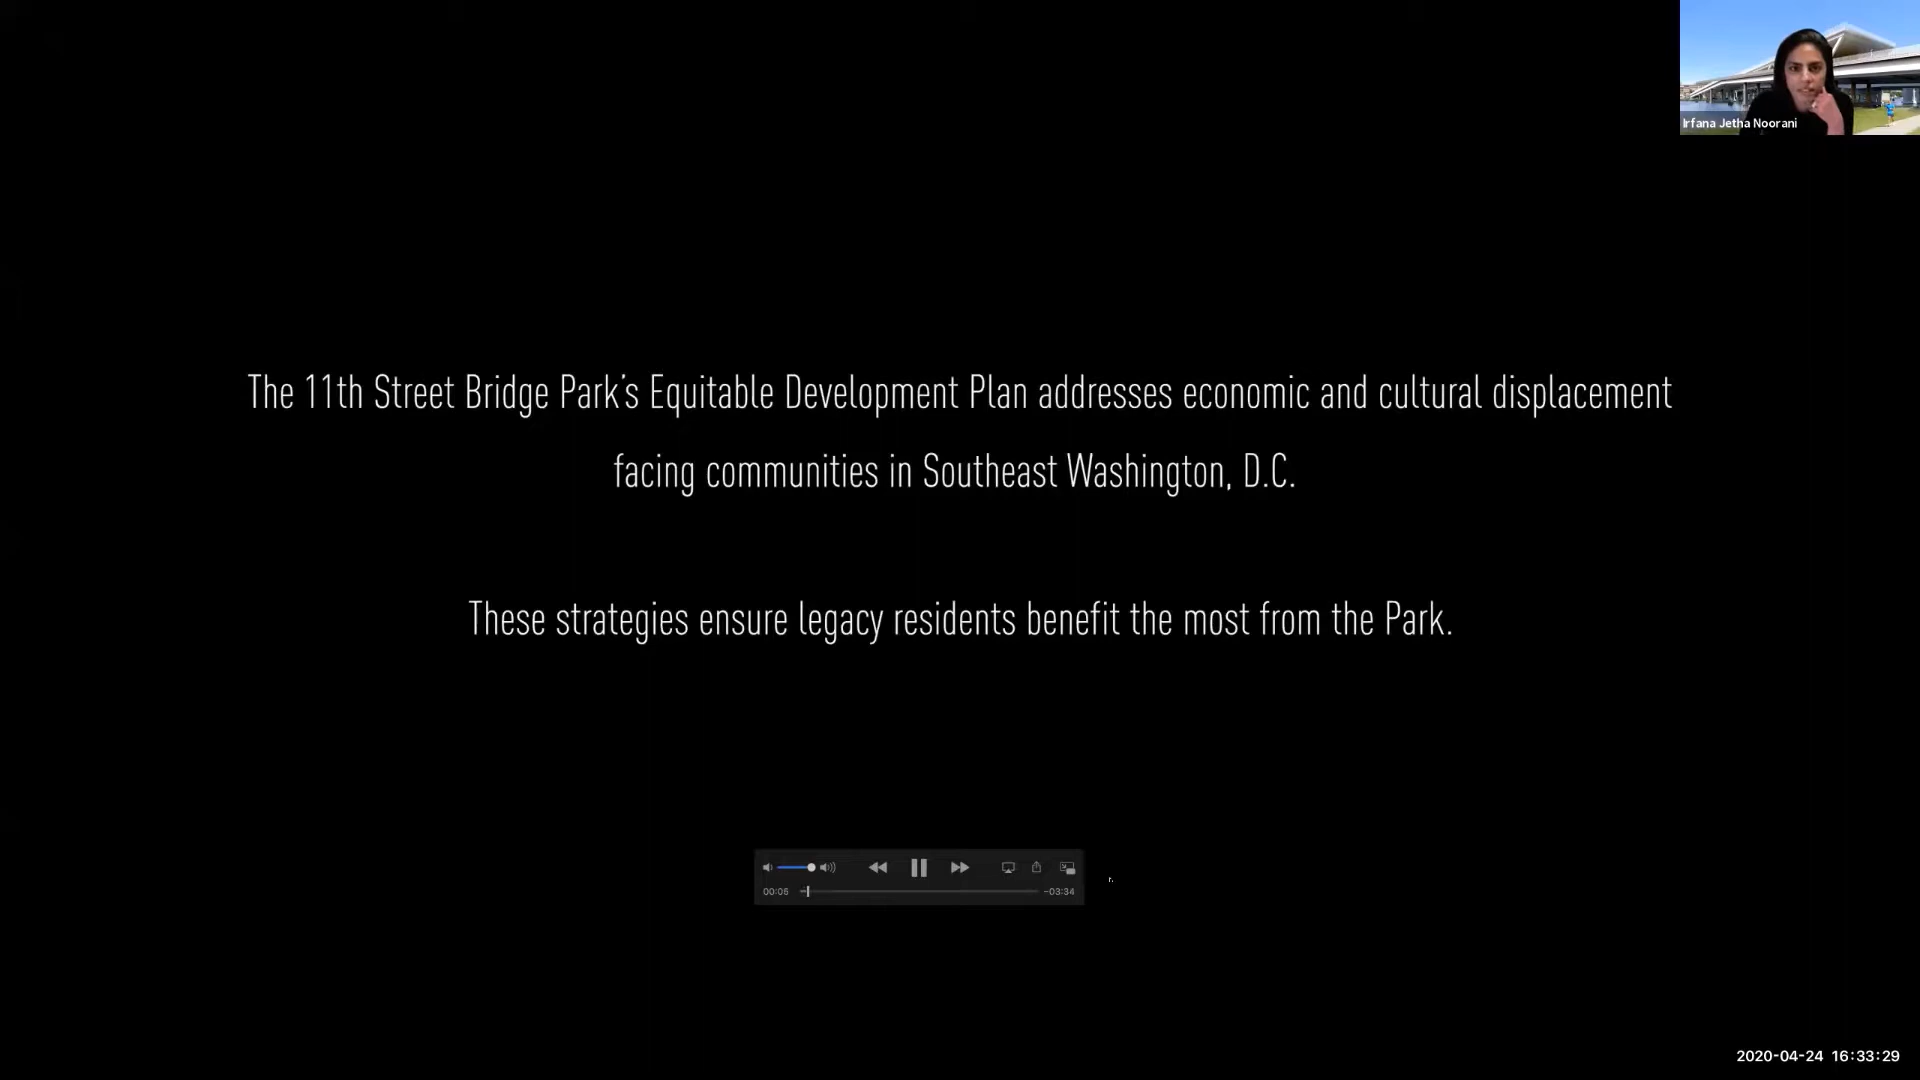 Irfana Jetha Noorani
The 11th Street Bridge Park's Equitable Development Plan addresses economic and cultural displacement
facing communities in Southeast Washington, D.C.
These strategies ensure legacy residents benefit the most from the Park.
00:05
-03:34
2020-04-24 16:33:29